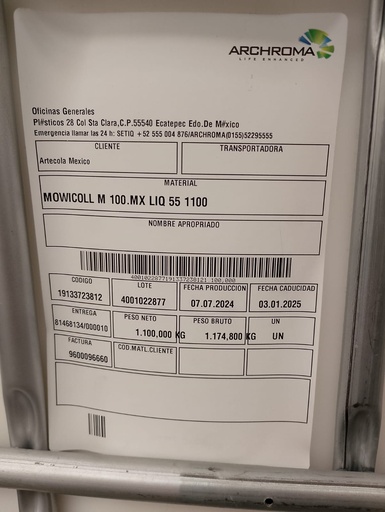 ARCHROMA
LIFE ENHANCED
Oficinas Generales
Pl#sticos 28 Col Sta Clara,C.P.55540 Ecatepec Edo.De M#xico
Emergencia llamar las 24 h: SETIQ +52 555 004 876/ARCHROMA(0155)52295555
CLIENTE
TRANSPORTADORA
Artecola Mexico
MATERIAL
MOWICOLL M 100.MX LIQ 55 1100
NOMBRE APROPRIADO
CODIGO
LOTE
FECHA PRODUCCION
FECHA CADUCIDAD
19133723812
4001022877
07.07.2024
03.01.2025
ENTREGA
PESO NETO
PESO BRUTO
UN
81468134/000010
1.100,000 KG
1.174,800 KG
UN
FACTURA
COD.MATL.CLIENTE
9600096660